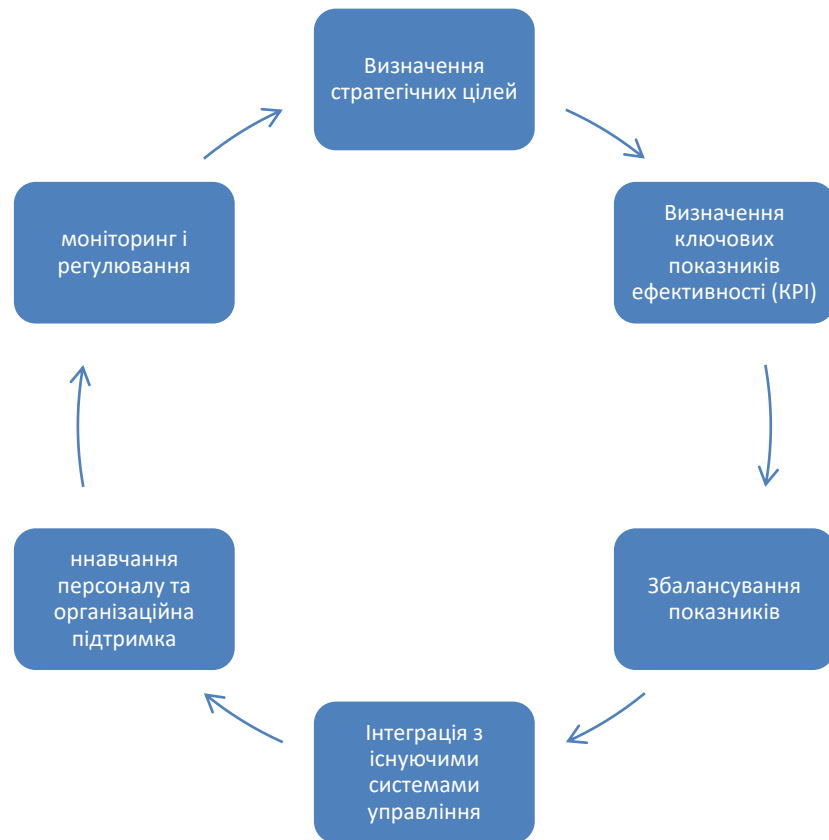 Визначення
стратегічних цілей
Визначення
ключових
показників
ефективності (KPI)
Збалансування
показників
Інтеграція з
існуючими
системами
управління
ннавчання
персоналу та
організаційна
підтримка
моніторинг і
регулювання